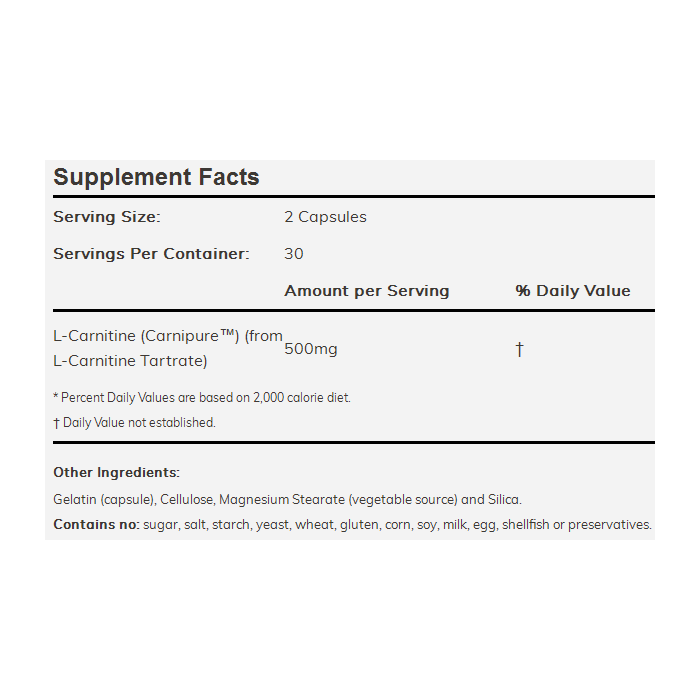 Supplement Facts
Serving Size: 2 Capsules
Servings Per Container: 30
Amount per Serving % Daily Value
L-Carnitine (Carnipure™) (from
L-Carnitine Tartrate) 500mg †
* Percent Daily Values are based on 2,000 calorie diet.
† Daily Value not established.
Other Ingredients:
Gelatin (capsule), Cellulose, Magnesium Stearate (vegetable source) and Silica.
Contains no: sugar, salt, starch, yeast, wheat, gluten, corn, soy, milk, egg, shellfish or preservatives.